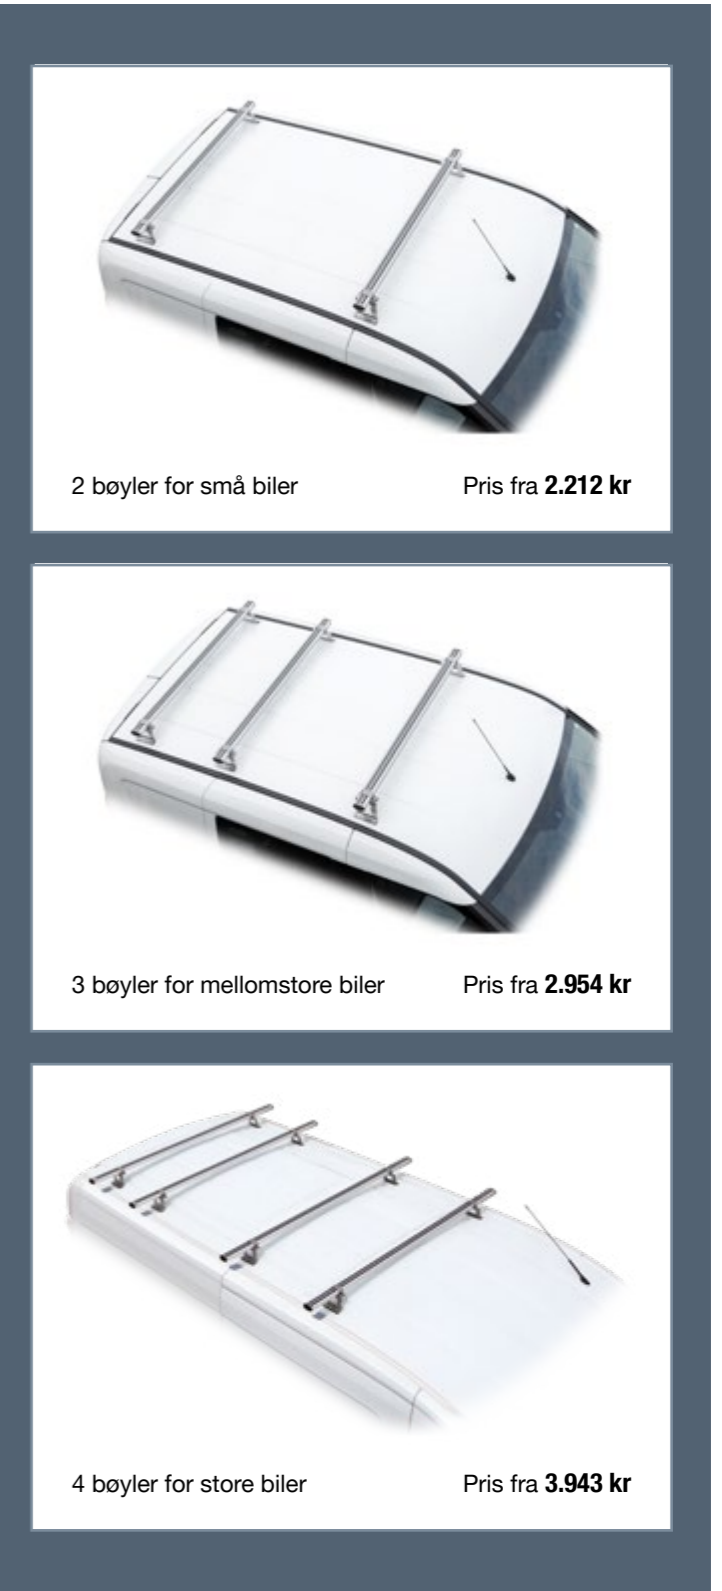 2 bøyler for små biler Pris fra 2.212 kr
3 bøyler for mellomstore biler Pris fra 2.954 kr
4 bøyler for store biler Pris fra 3.943 kr